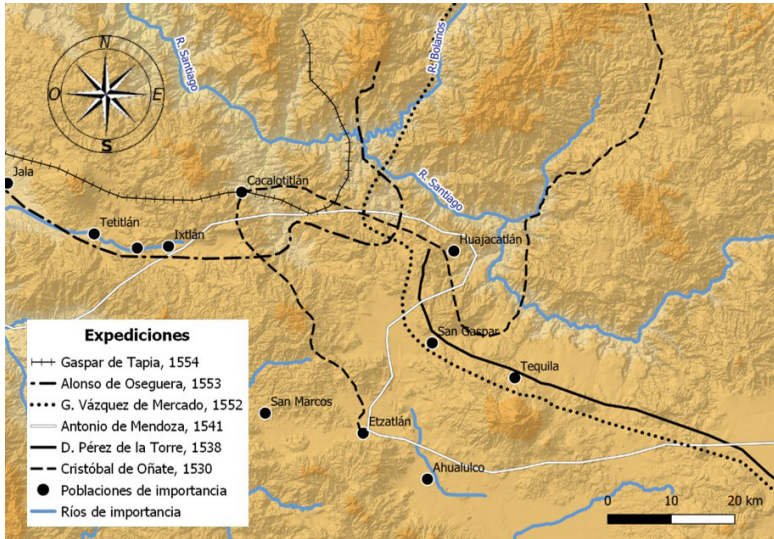 N
O
E
S
R. Santiago
R. Bolaños
R. Santiago
Jala
Cacalotitlán
Tetitlán
Ixtlán
Huajacatlán
San Gaspar
Tequila
San Marcos
Etzatlán
Ahualulco
Expediciones
Gaspar de Tapia, 1554
Alonso de Oseguera, 1553
G. Vázquez de Mercado, 1552
Antonio de Mendoza, 1541
D. Pérez de la Torre, 1538
Cristóbal de Oñate, 1530
Poblaciones de importancia
Ríos de importancia
0 10 20 km